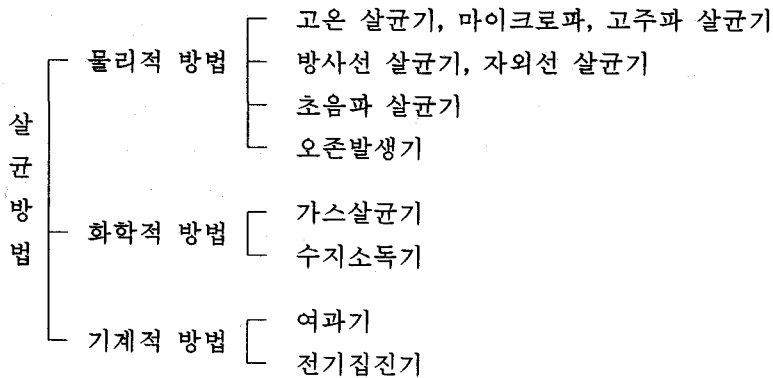 살균방법
물리적 방법
고온 살균기, 마이크로파, 고주파 살균기
방사선 살균기, 자외선 살균기
초음파 살균기
오존발생기
화학적 방법
가스살균기
수지소독기
기계적 방법
여과기
전기집진기